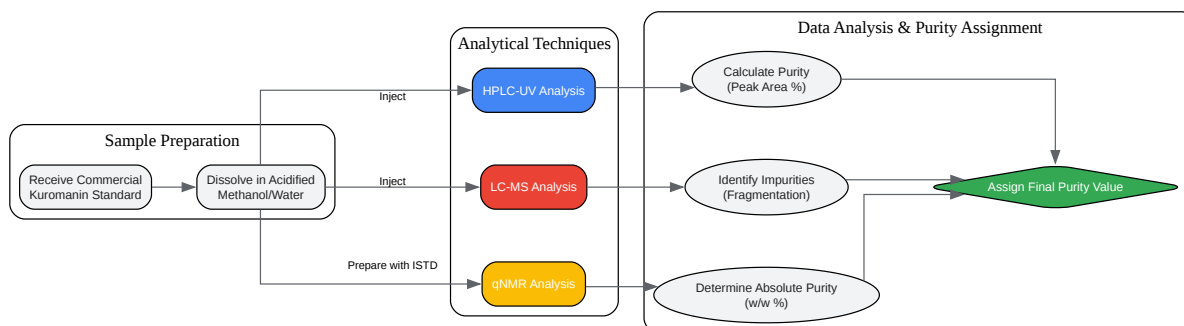 Sample Preparation
Receive Commercial
Kuromanin Standard
Dissolve in Acidified
Methanol/Water
Inject
Inject
Prepare with ISTD
Analytical Techniques
HPLC-UV Analysis
LC-MS Analysis
qNMR Analysis
Data Analysis & Purity Assignment
Calculate Purity
(Peak Area %)
Identify Impurities
(Fragmentation)
Determine Absolute Purity
(w/w %)
Assign Final Purity Value